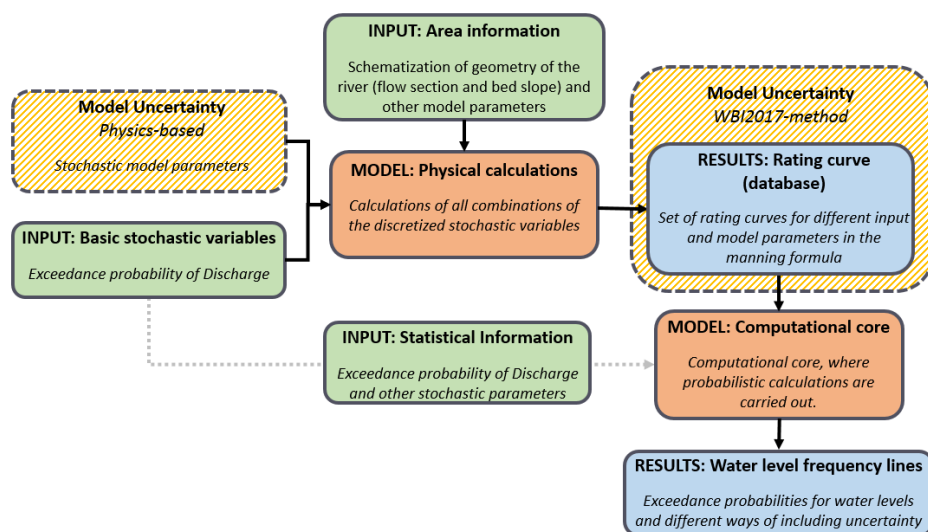 INPUT: Area information
Schematization of geometry of the
river (flow section and bed slope) and
other model parameters
Model Uncertainty
Physics-based
Stochastic model parameters
Model Uncertainty
WBI2017-method
MODEL: Physical calculations
Calculations of all combinations of
the discretized stochastic variables
RESULTS: Rating curve
(database)
Set of rating curves for different input
and model parameters in the
manning formula
INPUT: Basic stochastic variables
Exceedance probability of Discharge
INPUT: Statistical Information
Exceedance probability of Discharge
and other stochastic parameters
MODEL: Computational core
Computational core, where
probabilistic calculations are
carried out.
RESULTS: Water level frequency lines
Exceedance probabilities for water levels
and different ways of including uncertainty